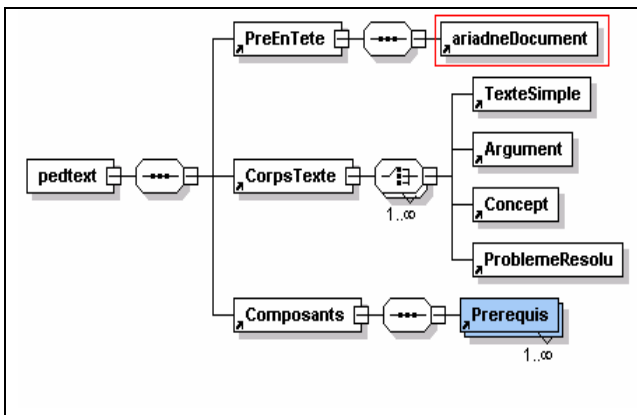 PreEnTete
ariadneDocument
TexteSimple
Argument
pedtext
CorpsTexte
1..∞
Concept
ProblemeResolu
Composants
Prerequis
1..∞